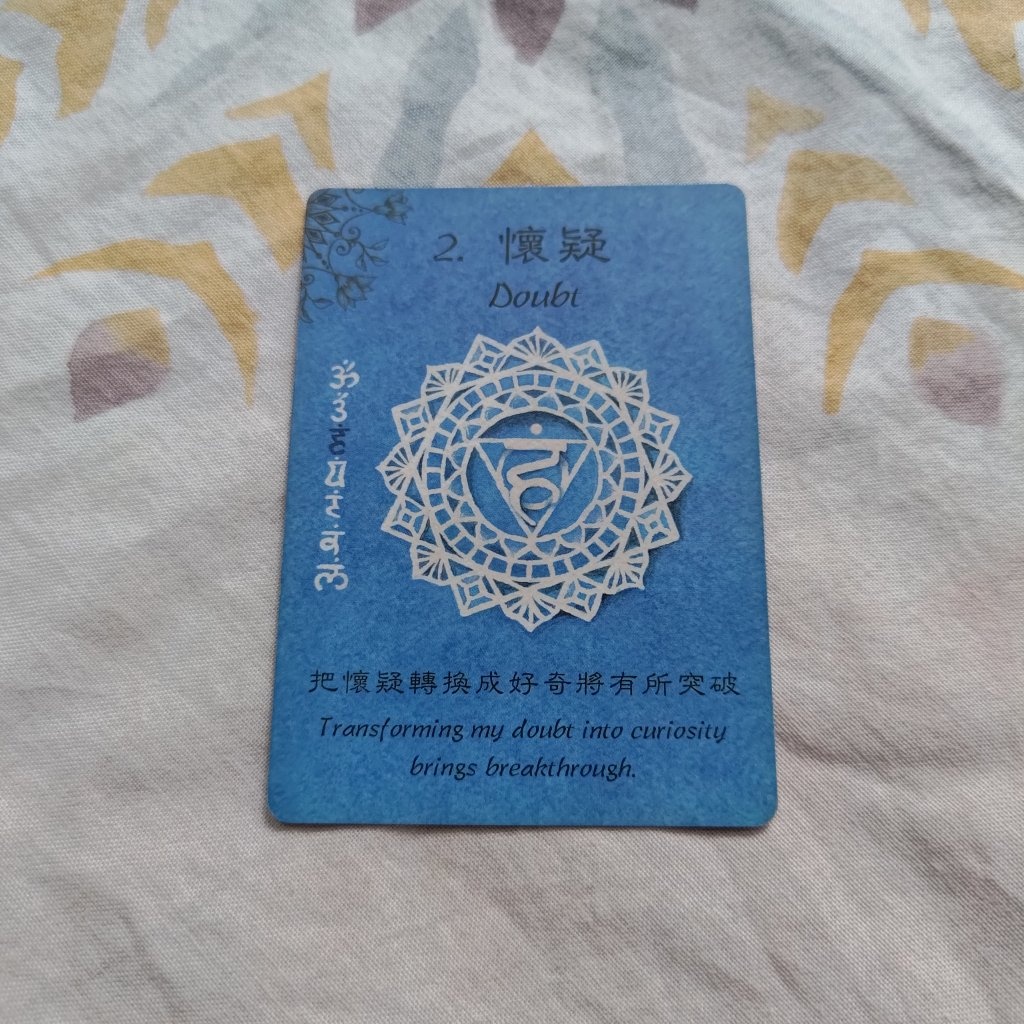 2. 懷疑
Doubt
ॐ
हं
把懷疑轉換成好奇將有所突破
Transforming my doubt into curiosity
brings breakthrough.